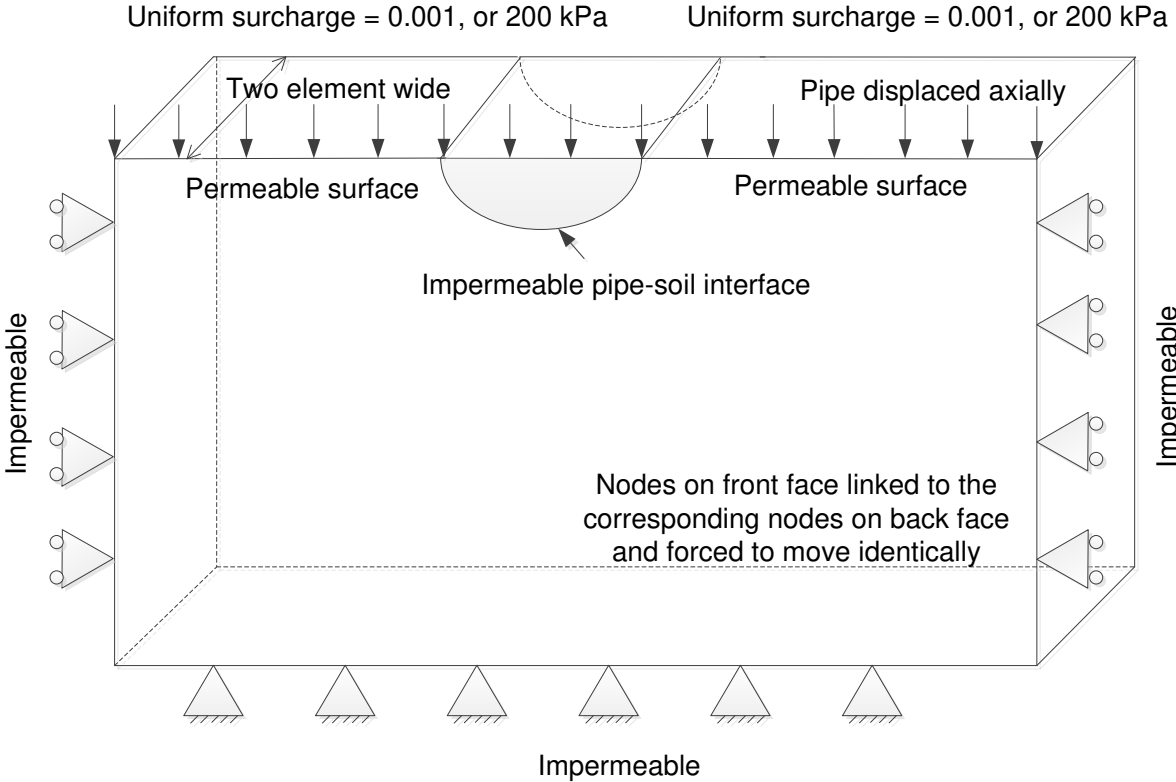 Uniform surcharge = 0.001, or 200 kPa
Uniform surcharge = 0.001, or 200 kPa
Two element wide
Pipe displaced axially
Permeable surface
Permeable surface
Impermeable pipe-soil interface
Impermeable
Impermeable
Nodes on front face linked to the
corresponding nodes on back face
and forced to move identically
Impermeable